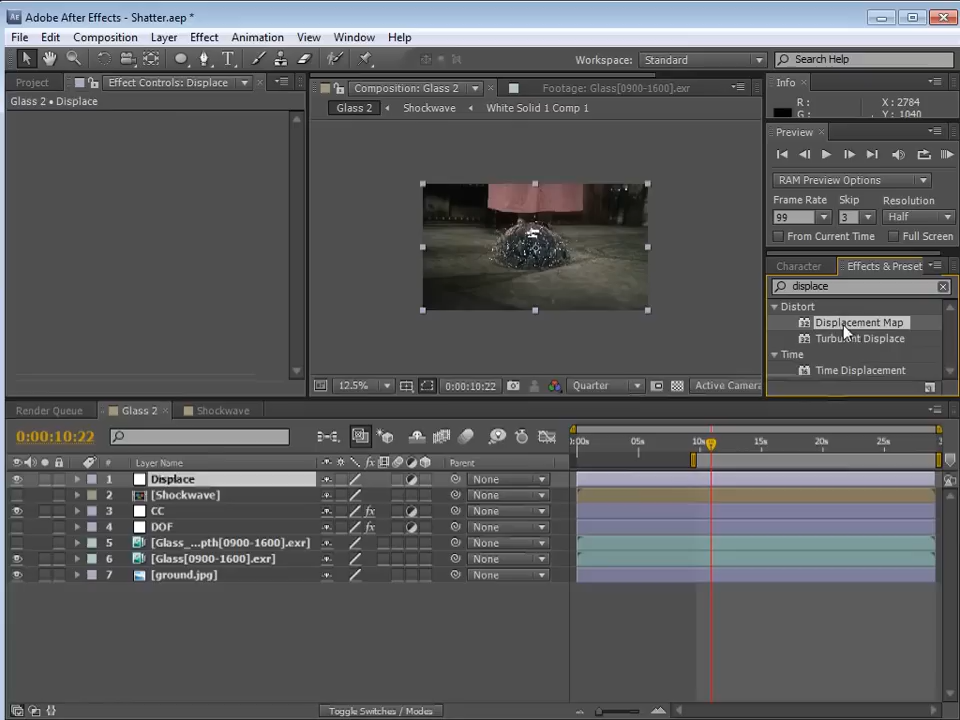 Adobe After Effects - Shatter.aep *
File Edit Composition Layer Effect Animation View Window Help
Workspace: Standard Search Help
Project Effect Controls: Displace Composition: Glass 2 Footage: Glass[0900-1600].exr Info
Glass 2 • Displace
Glass 2 Shockwave White Solid 1 Comp 1
R : X : 2784
G : Y : 1040
Preview
RAM Preview Options
Frame Rate Skip Resolution
99 3 Half
From Current Time Full Screen
Character Effects & Preset
displace
Distort
Displacement Map
Turbulent Displace
Time
Time Displacement
12.5% 0:00:10:22 Quarter Active Camera
Render Queue Glass 2 Shockwave
0:00:10:22
:00s 05s 10s 15s 20s 25s 3
# Layer Name fx Parent
1 Displace None
2 [Shockwave] None
3 CC fx None
4 DOF fx None
5 [Glass_...pth[0900-1600].exr] None
6 [Glass[0900-1600].exr] None
7 [ground.jpg] None
Toggle Switches / Modes